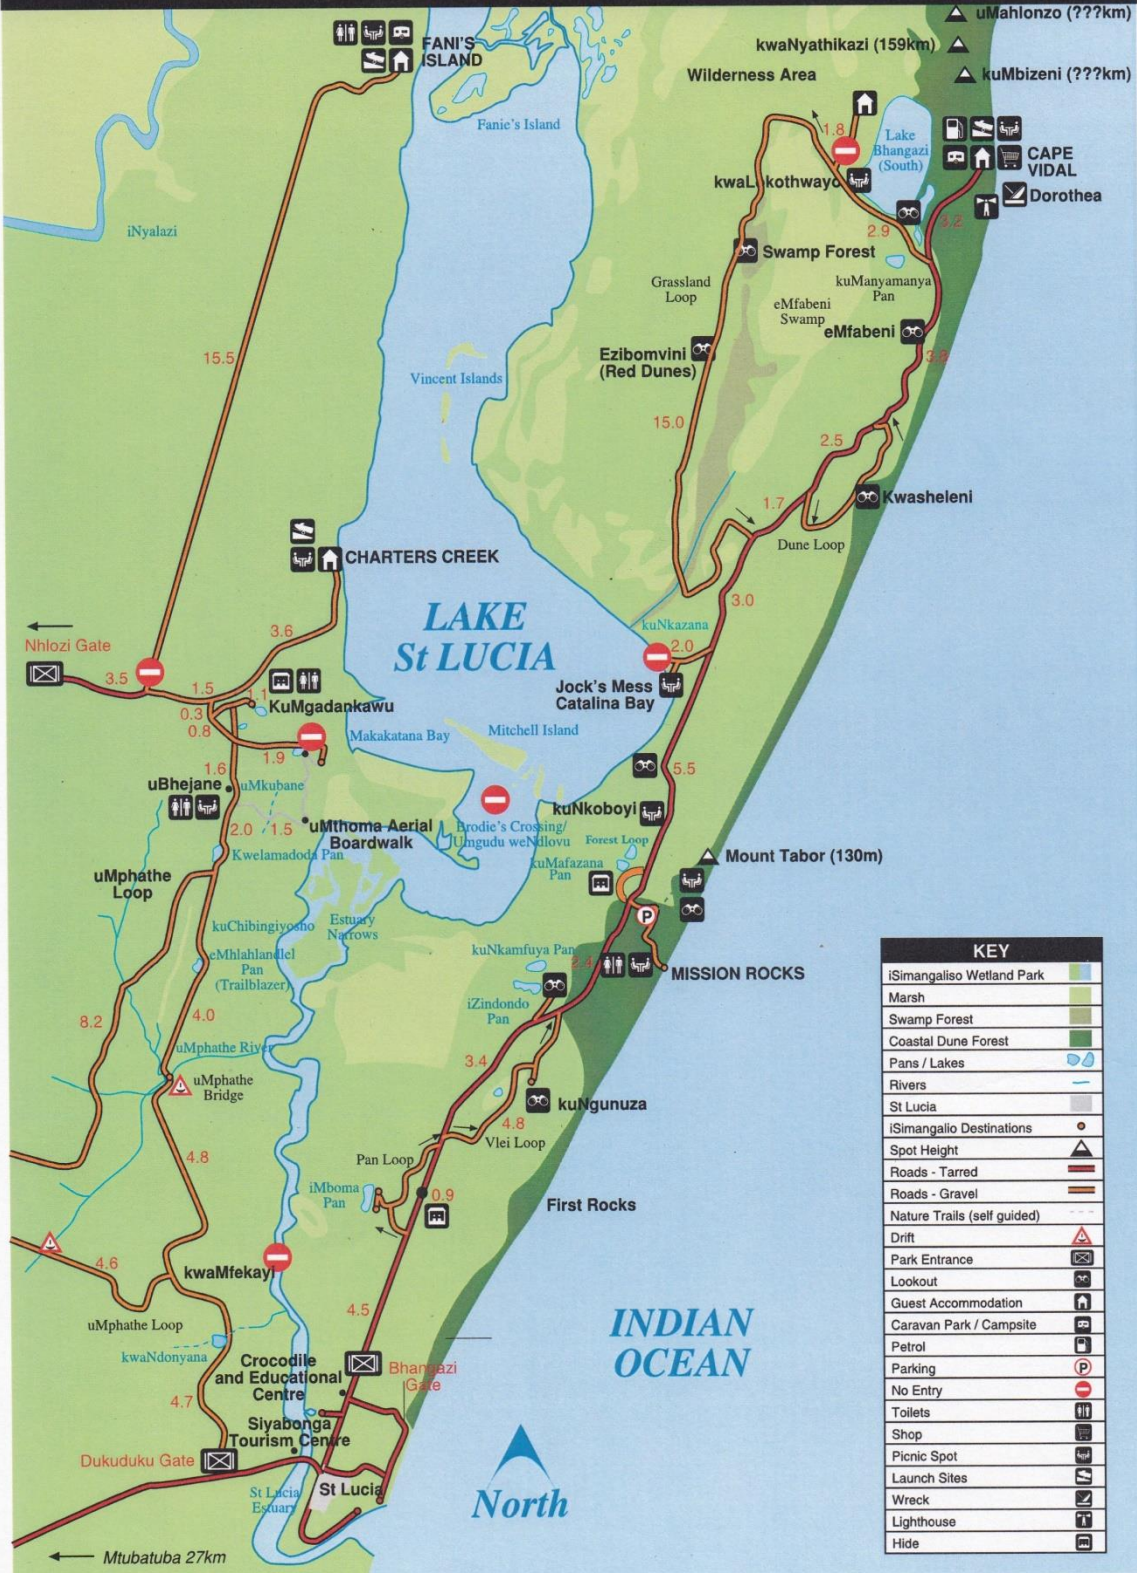 uMahlonzo (???km)
kwaNyathikazi (159km)
kuMbizeni (???km)
Wilderness Area
FANI'S
ISLAND
Fanie's Island
Lake
Bhangazi
(South)
1.8
CAPE
VIDAL
Dorothea
3.2
2.9
iNyalazi
Swamp Forest
kuManyamanya
Pan
Grassland
Loop
eMfabeni
Swamp
eMfabeni
15.5
Ezibomvini
(Red Dunes)
Vincent Islands
15.0
2.5
Kwasheleni
1.7
Dune Loop
CHARTERS CREEK
3.0
LAKE
St LUCIA
kuNkazana
3.6
2.0
Nhlozi Gate
3.5
1.5
1.1
Jock's Mess
Catalina Bay
KuMgadankawu
0.3
0.8
Makakatana Bay
Mitchell Island
1.9
1.6
5.5
uBhejane
uMkubane
kuNkoboyi
2.0
1.5
uMthoma Aerial
Boardwalk
Brodie's Crossing/
Umgudu weNdlovu
Forest Loop
Kwelamadoda Pan
kuMafazana
Pan
Mount Tabor (130m)
uMphathe
Loop
kuChibingiyosho
Estuary
Narrows
eMhlahlandlel
Pan
(Trailblazer)
kuNkamfuya Pan
2.4
P
MISSION ROCKS
iZindondo
Pan
8.2
4.0
uMphathe River
3.4
uMphathe
Bridge
kuNgunuza
4.8
Vlei Loop
4.8
Pan Loop
iMboma
Pan
0.9
First Rocks
kwaMfekayi
4.6
uMphathe Loop
4.5
INDIAN
OCEAN
kwaNdonyana
Crocodile
and Educational
Centre
Bhangazi
Gate
4.7
Siyabonga
Tourism Centre
Dukuduku Gate
St Lucia
Estuary
St Lucia
North
Mtubatuba 27km
KEY
iSimangaliso Wetland Park
Marsh
Swamp Forest
Coastal Dune Forest
Pans / Lakes
Rivers
St Lucia
iSimangalio Destinations
Spot Height
Roads - Tarred
Roads - Gravel
Nature Trails (self guided)
Drift
Park Entrance
Lookout
Guest Accommodation
Caravan Park / Campsite
Petrol
Parking
P
No Entry
Toilets
Shop
Picnic Spot
Launch Sites
Wreck
Lighthouse
Hide